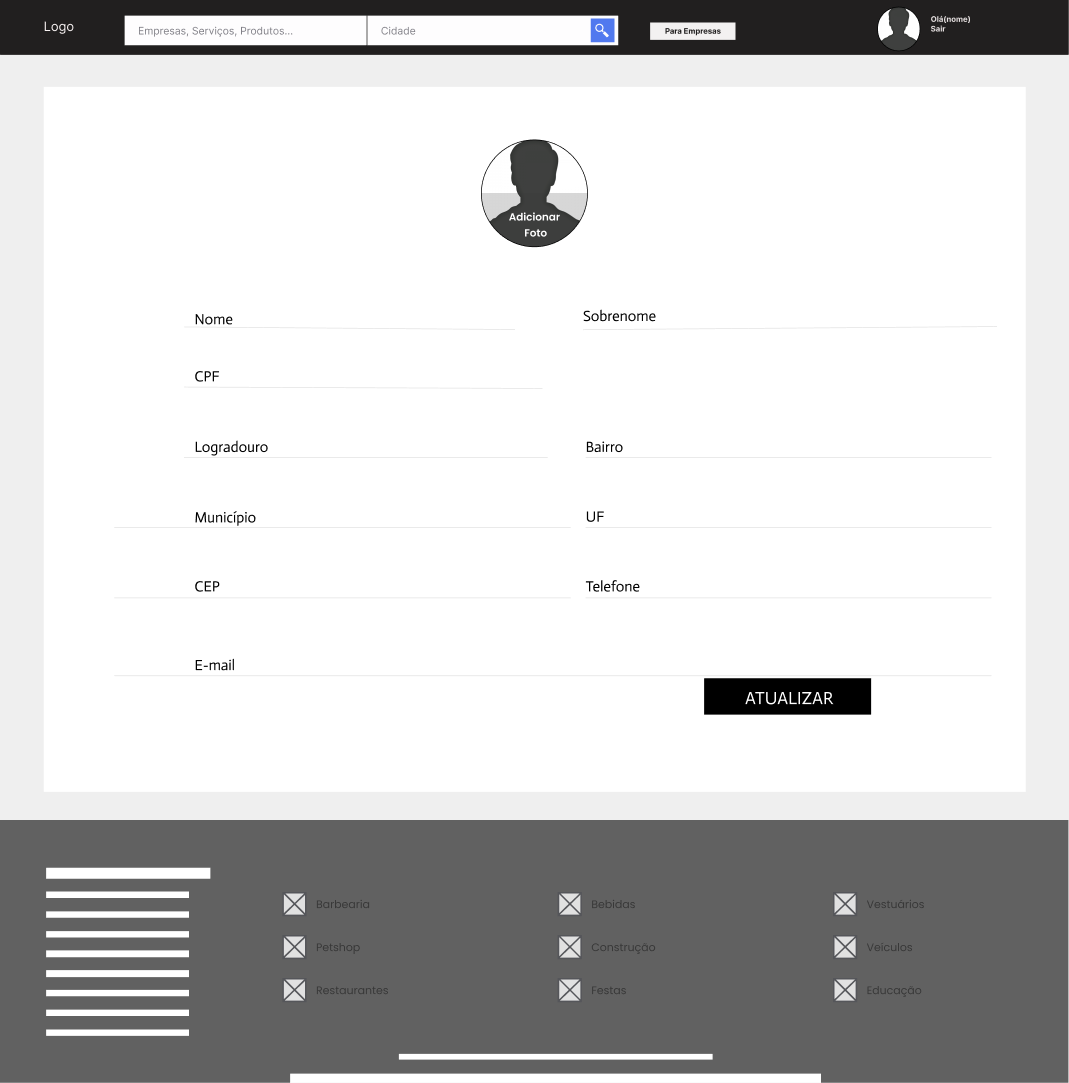 Logo
Empresas, Serviços, Produtos...
Cidade
Para Empresas
Olá(nome)
Sair
Adicionar
Foto
Nome
Sobrenome
CPF
Logradouro
Bairro
Município
UF
CEP
Telefone
E-mail
ATUALIZAR
Barbearia
Bebidas
Vestuários
Petshop
Construção
Veiculos
Restaurantes
Festas
Educação